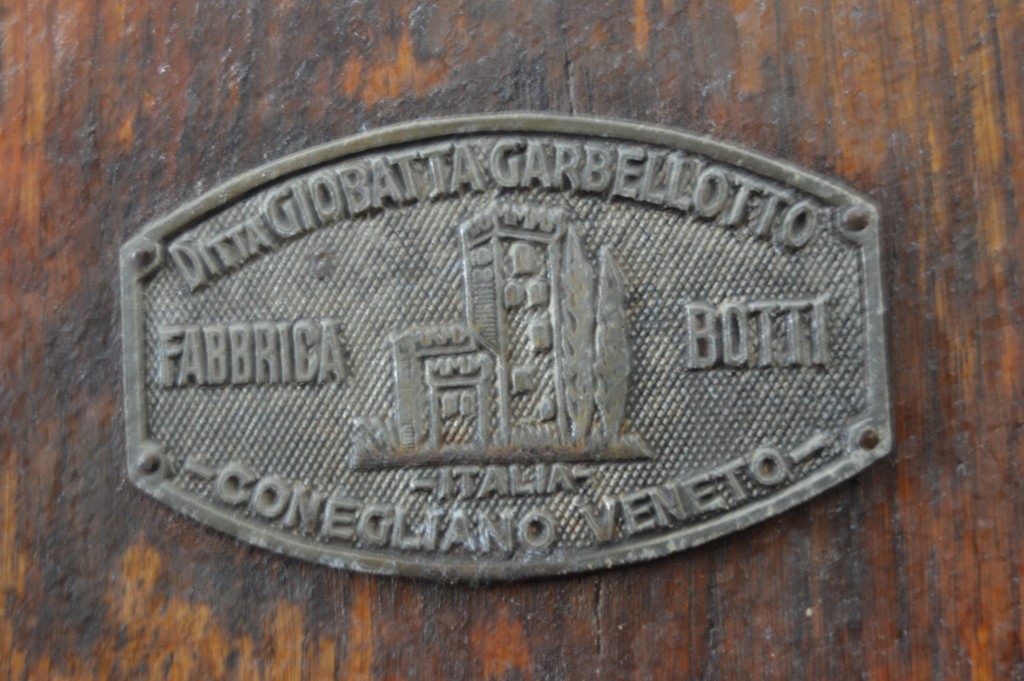 DITTA GIOBATTA GARBELLOTTO
FABBRICA BOTTI
-ITALIA-
-CONEGLIANO VENETO-